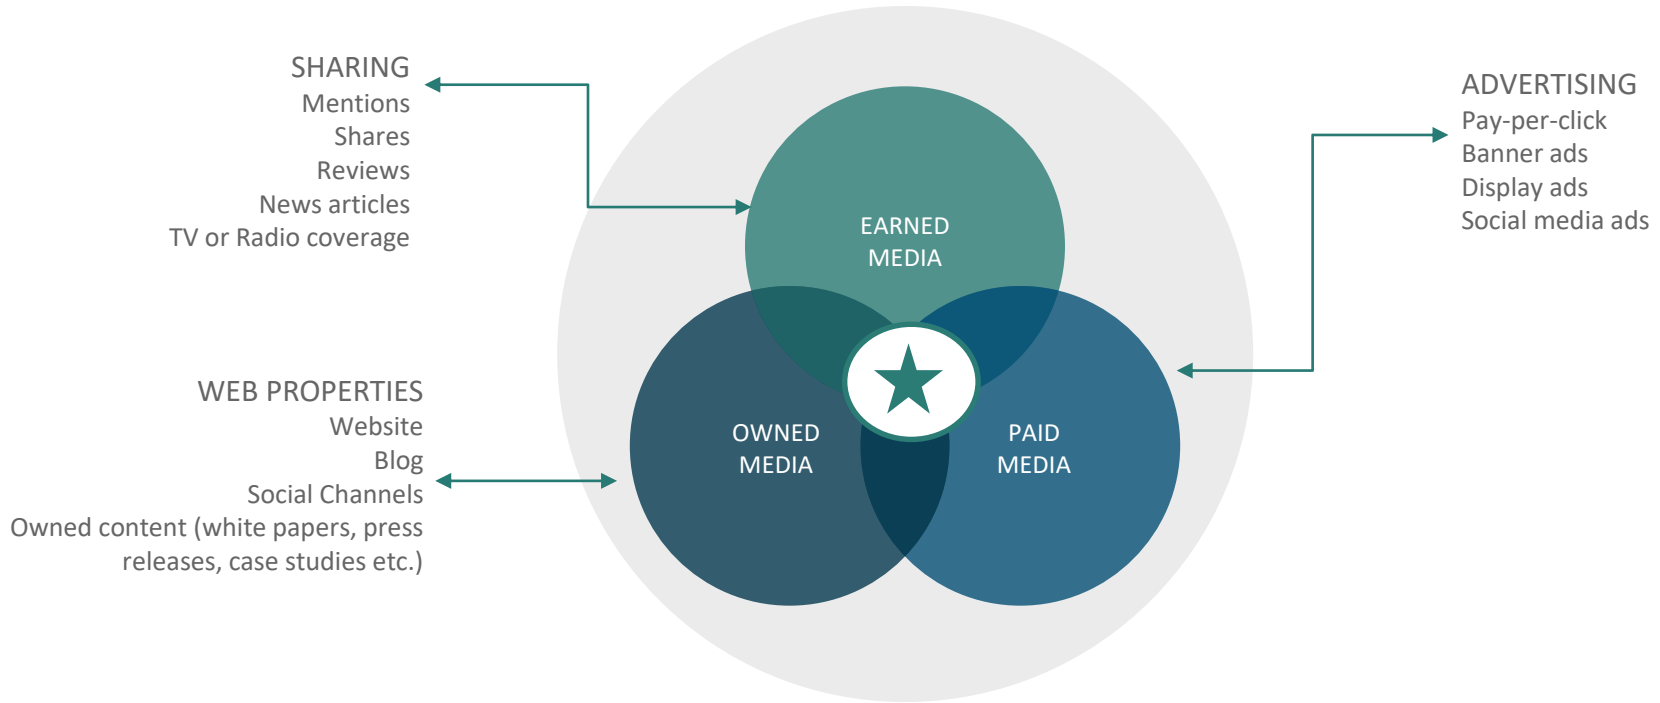 SHARING
Mentions
Shares
Reviews
News articles
TV or Radio coverage
ADVERTISING
Pay-per-click
Banner ads
Display ads
Social media ads
EARNED
MEDIA
WEB PROPERTIES
Website
Blog
Social Channels
Owned content (white papers, press
releases, case studies etc.)
OWNED
MEDIA
PAID
MEDIA